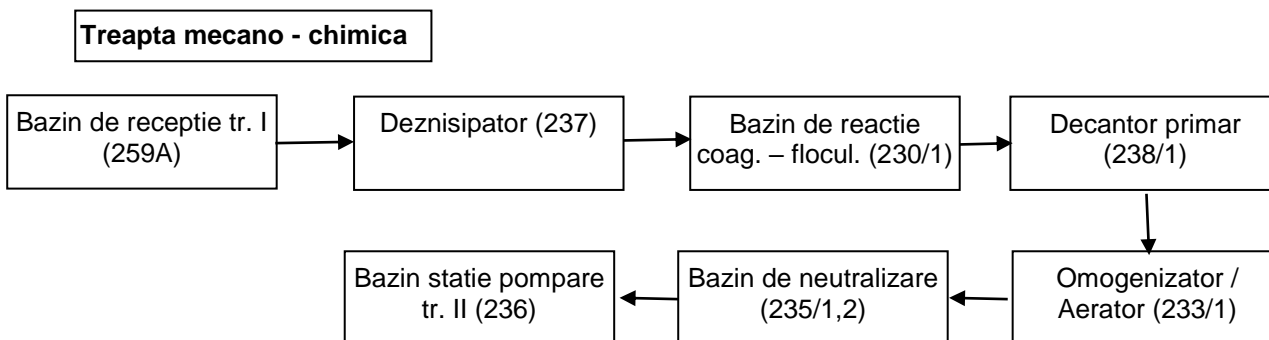 Treapta mecano - chimica
Bazin de receptie tr. I
(259A)
Deznisipator (237)
Bazin de reactie
coag. – flocul. (230/1)
Decantor primar
(238/1)
Bazin statie pompare
tr. II (236)
Bazin de neutralizare
(235/1,2)
Omogenizator /
Aerator (233/1)